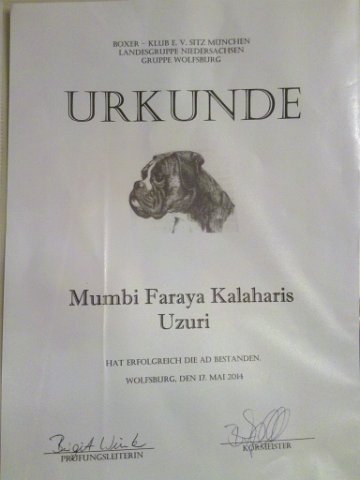 BOXER – KLUB E. V. SITZ MÜNCHEN
LANDESGRUPPE NIEDERSACHSEN
GRUPPE WOLFSBURG
URKUNDE
Mumbi Faraya Kalaharis
Uzuri
HAT ERFOLGREICH DIE AD BESTANDEN.
WOLFSBURG, DEN 17. MAI 2014
Birgit
PRÜFUNGSLEITERIN
KÖRMEISTER